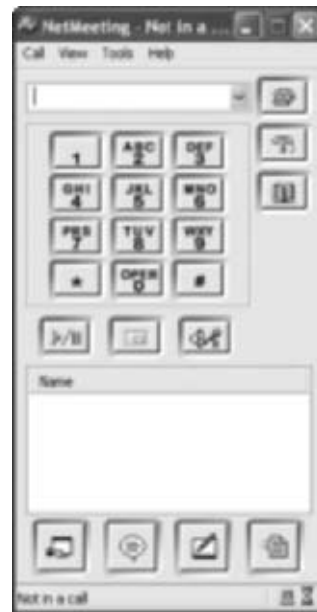 NetMeeting - Not in a ...
Call View Tools Help
1 ABC 2 DEF 3
GHI 4 JKL 5 MNO 6
PRS 7 TUV 8 WXY 9
* OPER 0 #
Name
Not in a call